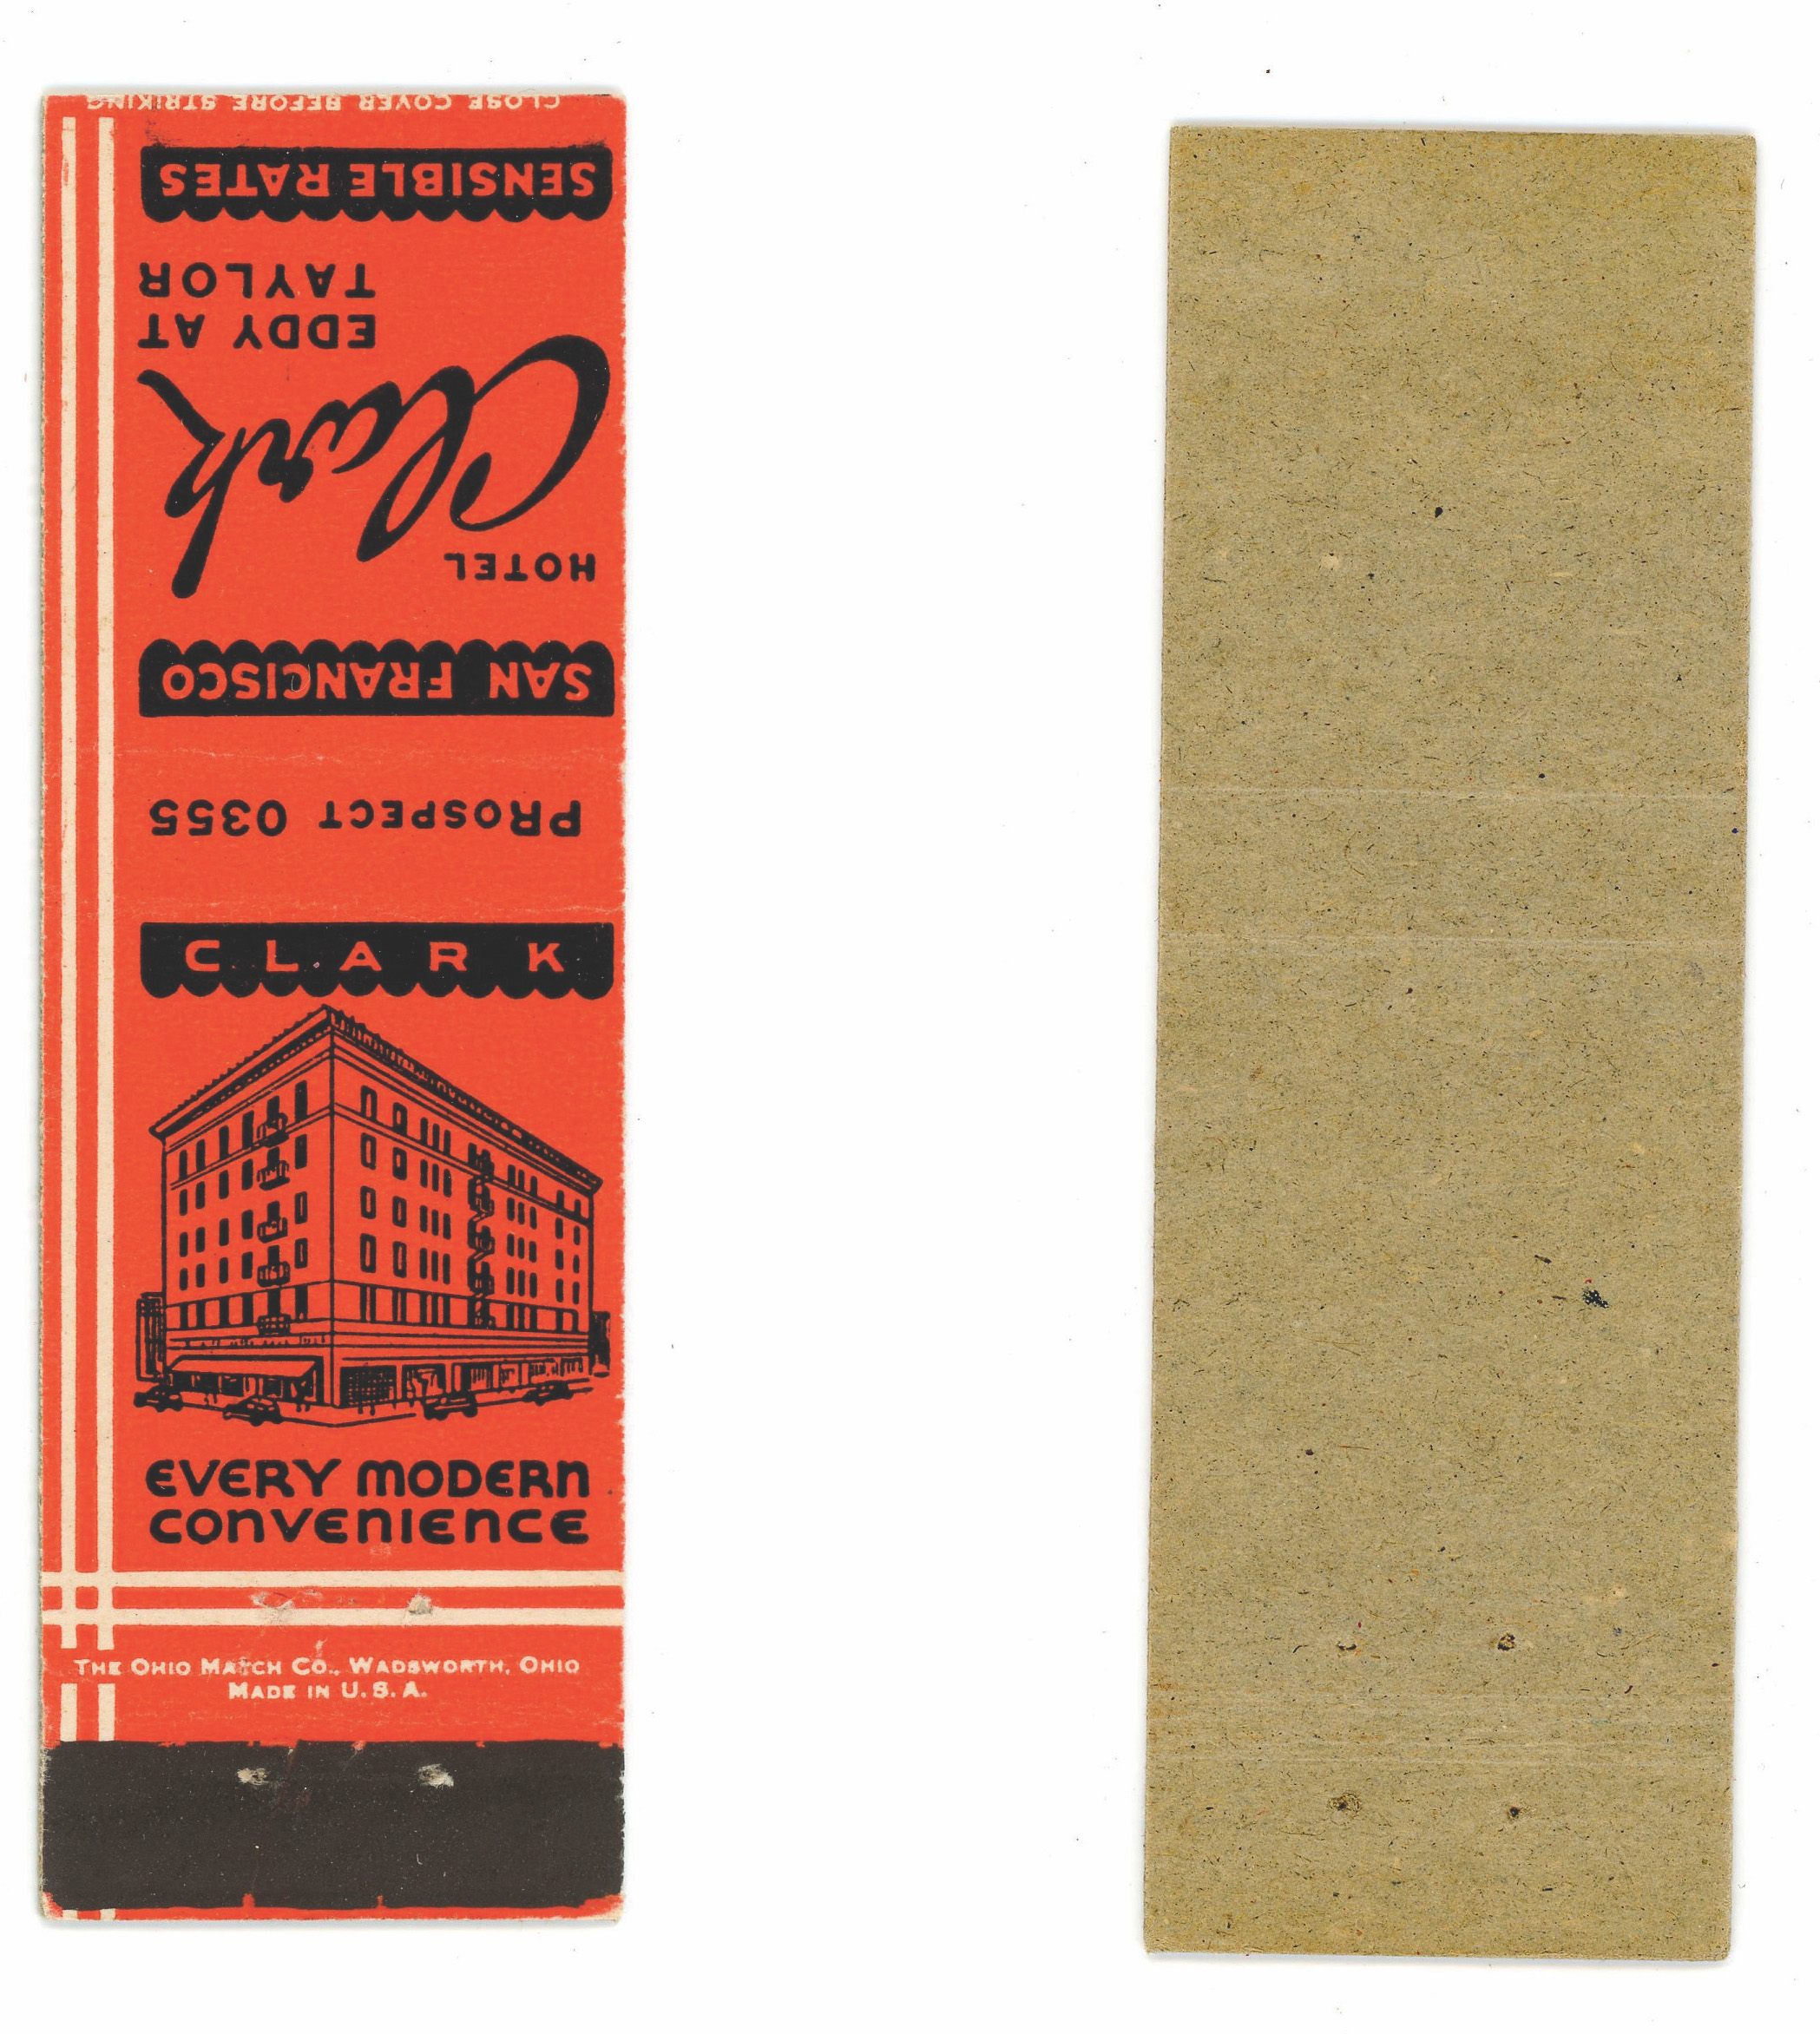 CLOSE COVER BEFORE STRIKING
SAN FRANCISCO
HOTEL
Clark
EDDY AT
TAYLOR
SENSIBLE RATES
PROSPECT 0355
CLARK
EVERY MODERN
CONVENIENCE
THE OHIO MATCH CO., WADSWORTH, OHIO
MADE IN U.S.A.